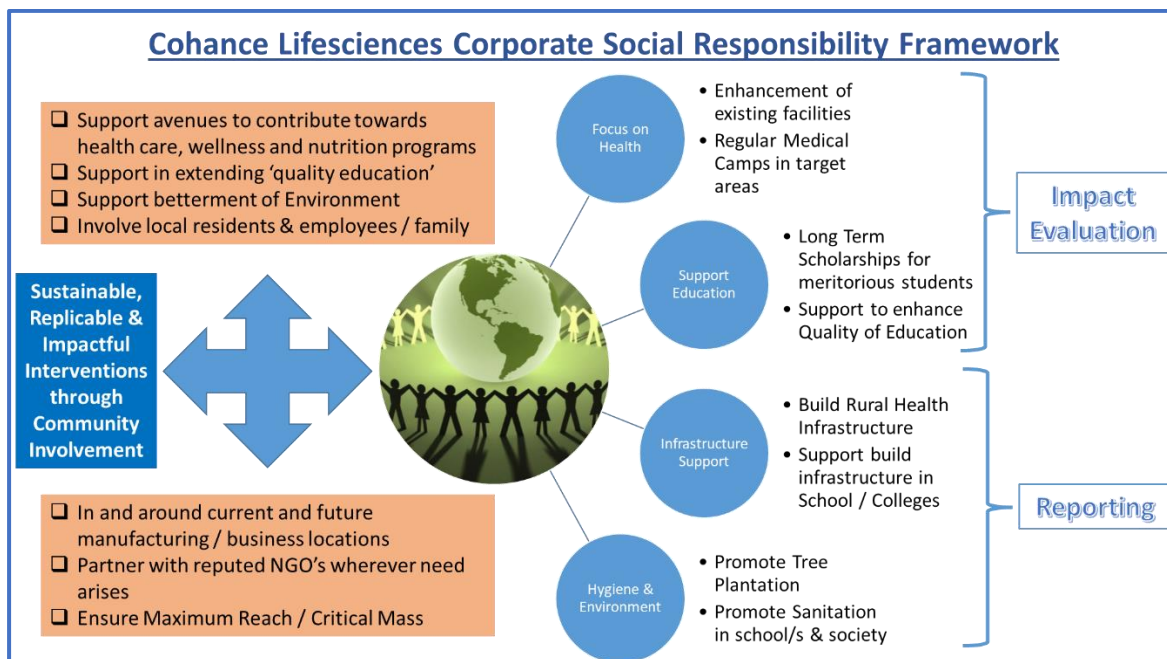 Cohance Lifesciences Corporate Social Responsibility Framework
❑ Support avenues to contribute towards
health care, wellness and nutrition programs
❑ Support in extending ‘quality education’
❑ Support betterment of Environment
❑ Involve local residents & employees / family
Sustainable,
Replicable &
Impactful
Interventions
through
Community
Involvement
❑ In and around current and future
manufacturing / business locations
❑ Partner with reputed NGO’s wherever need
arises
❑ Ensure Maximum Reach / Critical Mass
Focus on
Health
• Enhancement of
existing facilities
• Regular Medical
Camps in target
areas
Support
Education
• Long Term
Scholarships for
meritorious students
• Support to enhance
Quality of Education
Impact
Evaluation
Infrastructure
Support
• Build Rural Health
Infrastructure
• Support build
infrastructure in
School / Colleges
Hygiene &
Environment
• Promote Tree
Plantation
• Promote Sanitation
in school/s & society
Reporting